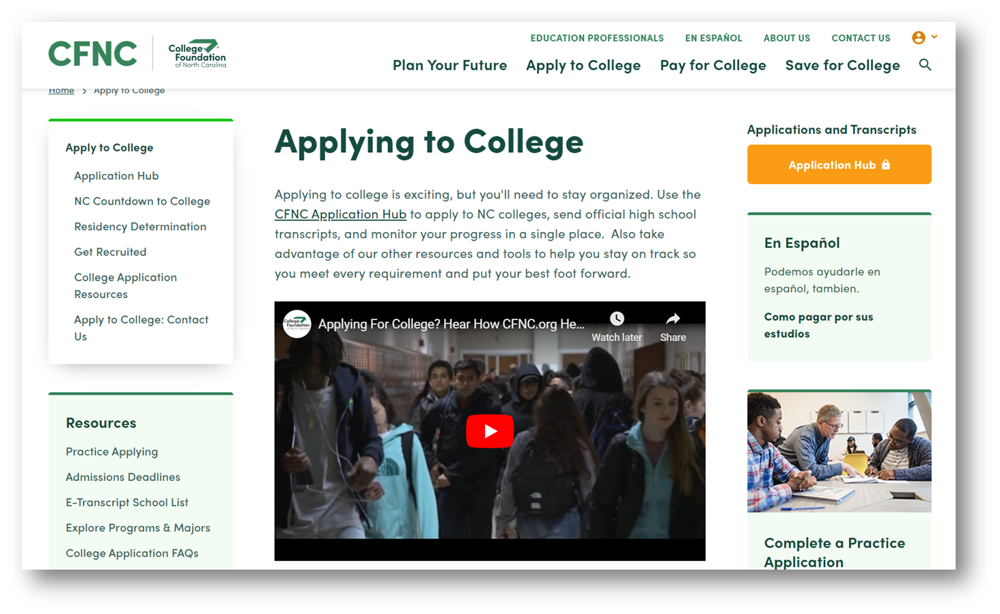 CFNC
College
Foundation
of North Carolina
EDUCATION PROFESSIONALS
EN ESPAÑOL
ABOUT US
CONTACT US
Plan Your Future
Apply to College
Pay for College
Save for College
Home > Apply to College
Apply to College
Application Hub
NC Countdown to College
Residency Determination
Get Recruited
College Application
Resources
Apply to College: Contact
Us
Resources
Practice Applying
Admissions Deadlines
E-Transcript School List
Explore Programs & Majors
College Application FAQs
Applying to College
Applying to college is exciting, but you'll need to stay organized. Use the
CFNC Application Hub to apply to NC colleges, send official high school
transcripts, and monitor your progress in a single place. Also take
advantage of our other resources and tools to help you stay on track so
you meet every requirement and put your best foot forward.
College
Foundation
of North Carolina
Applying For College? Hear How CFNC.org He...
Watch later
Share
Applications and Transcripts
Application Hub
En Español
Podemos ayudarle en
español, tambien.
Como pagar por sus
estudios
Complete a Practice
Application